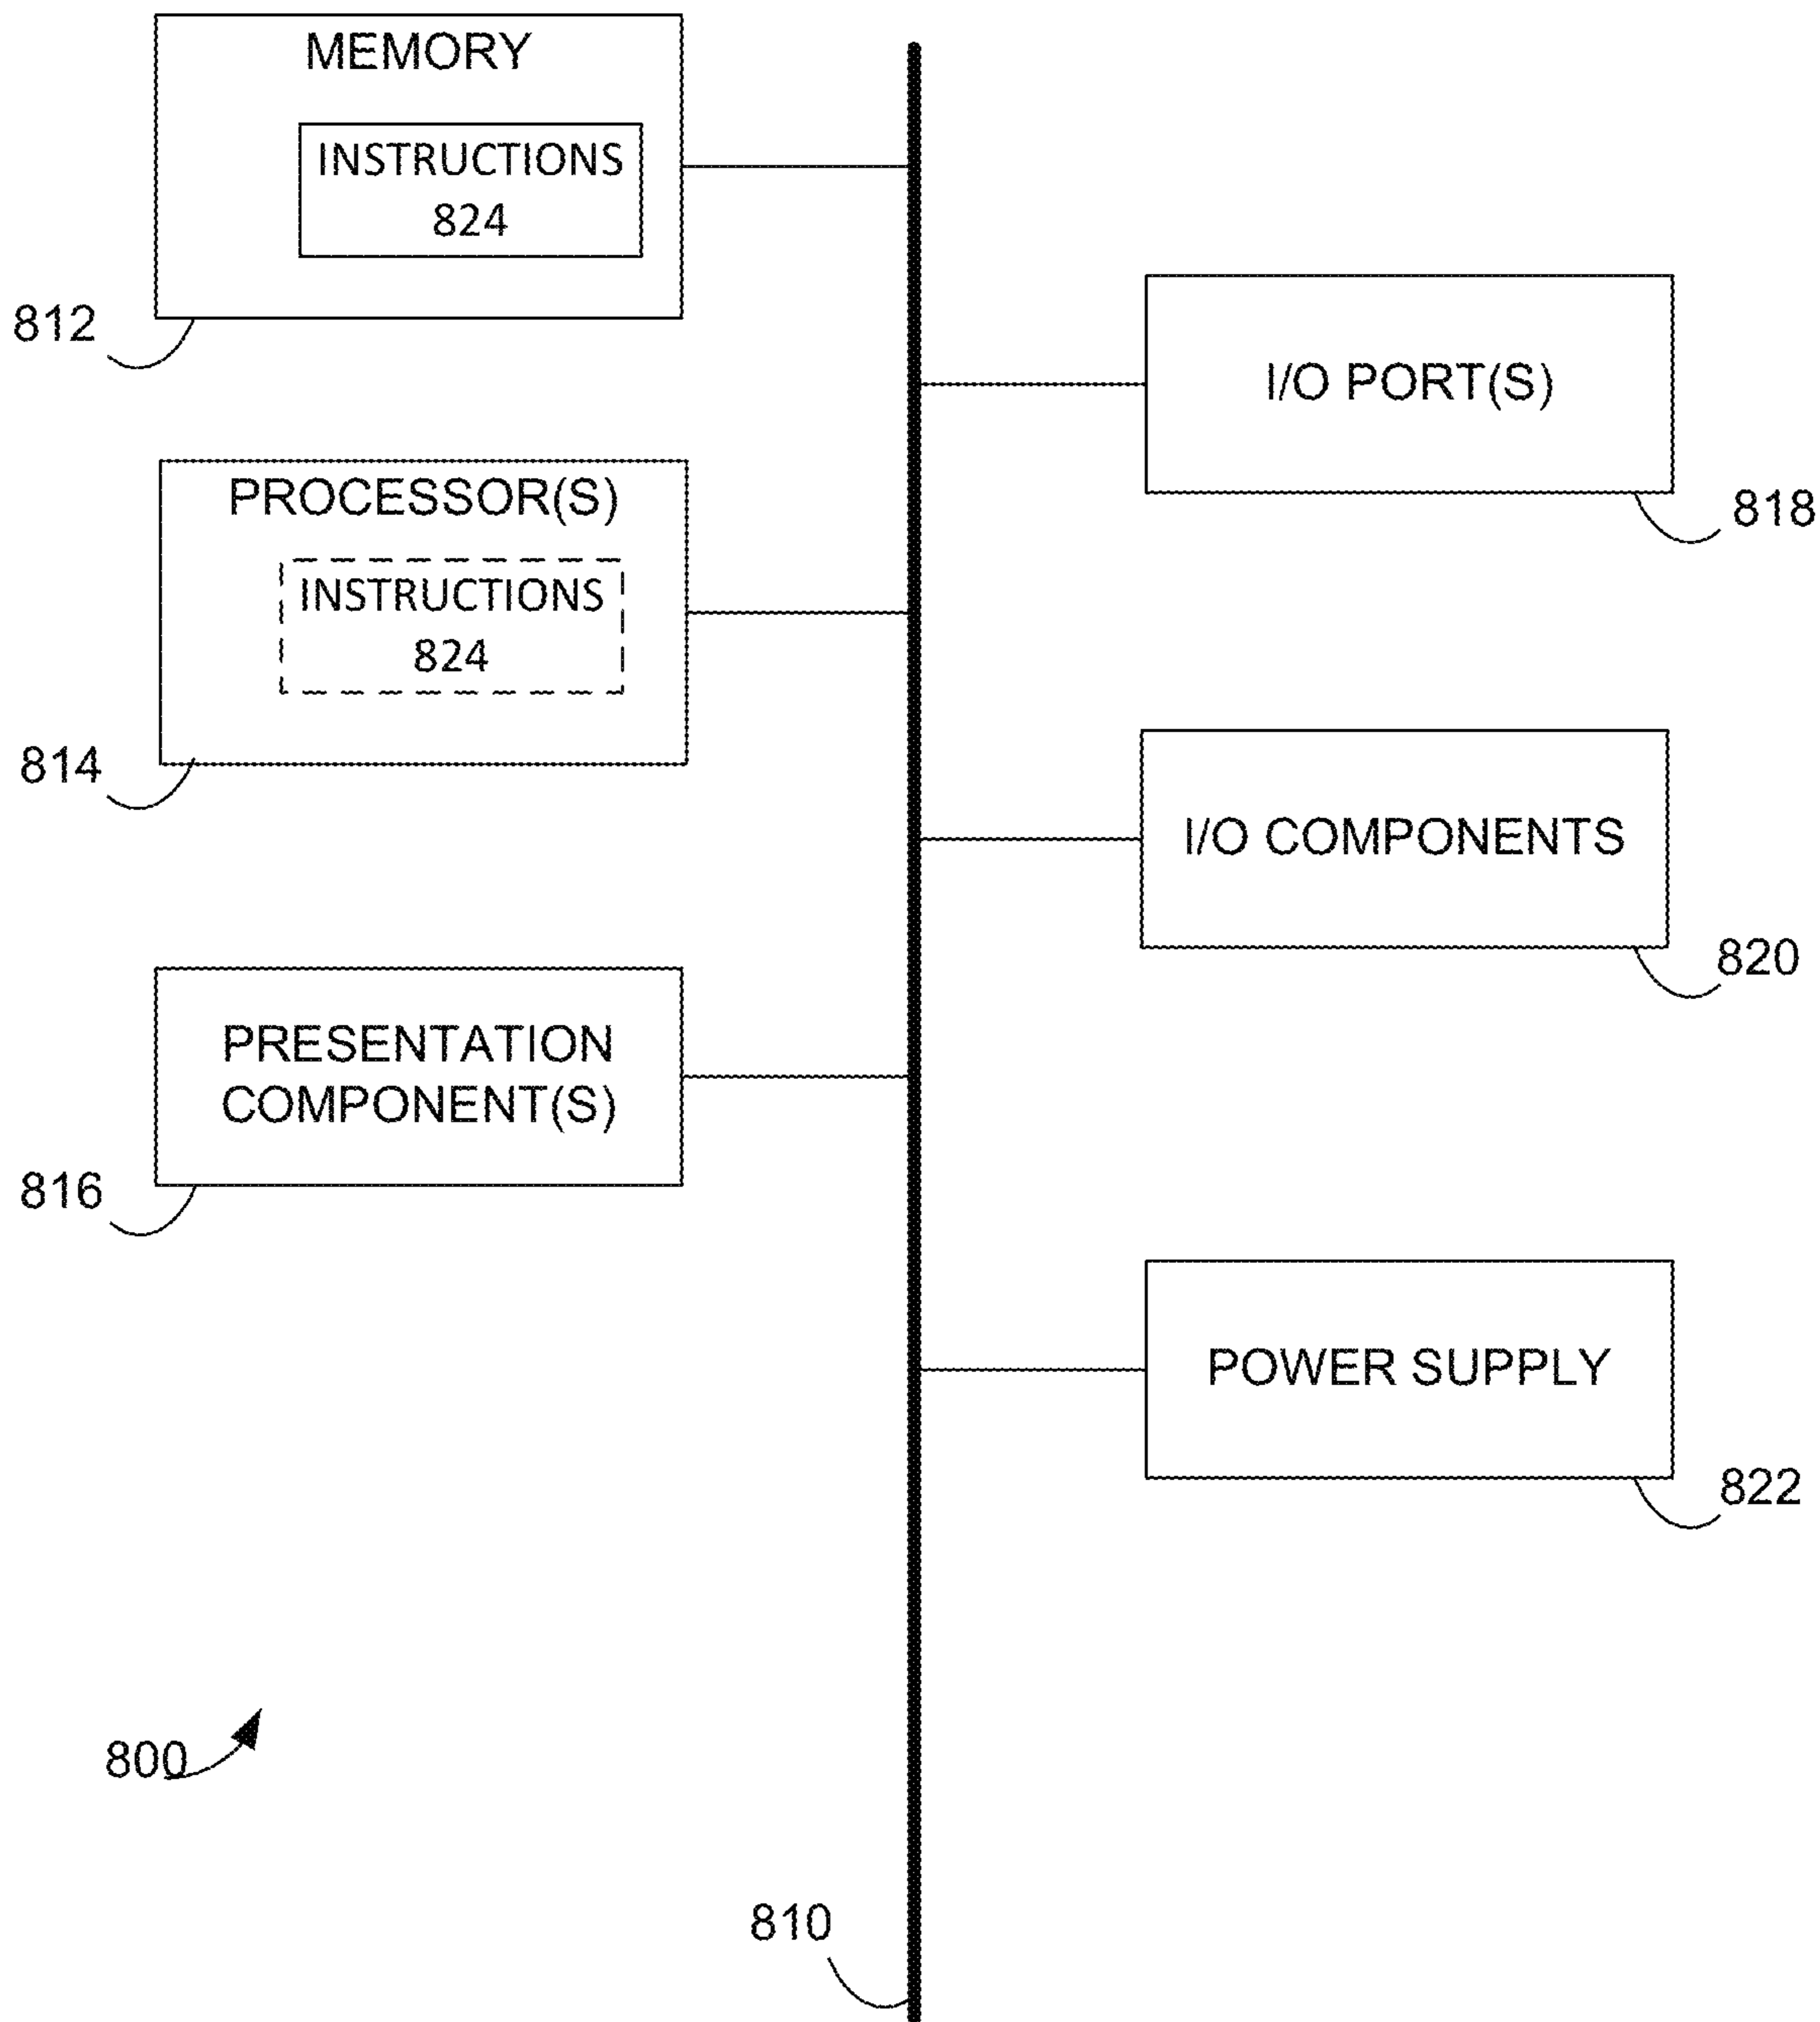 MEMORY
INSTRUCTIONS
824
812
I/O PORT(S)
818
PROCESSOR(S)
INSTRUCTIONS
824
814
I/O COMPONENTS
820
PRESENTATION
COMPONENT(S)
816
POWER SUPPLY
822
800
810